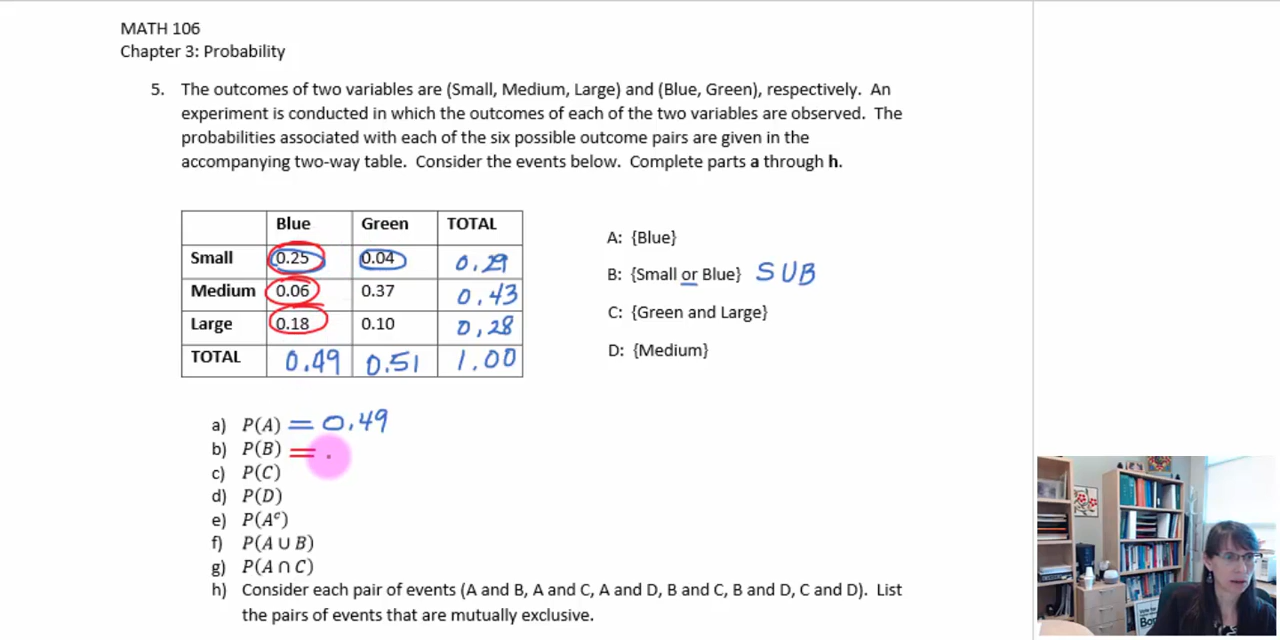 MATH 106
Chapter 3: Probability
5. The outcomes of two variables are (Small, Medium, Large) and (Blue, Green), respectively. An
experiment is conducted in which the outcomes of each of the two variables are observed. The
probabilities associated with each of the six possible outcome pairs are given in the
accompanying two-way table. Consider the events below. Complete parts a through h.
Blue Green TOTAL
Small 0.25 0.04 0.29
Medium 0.06 0.37 0.43
Large 0.18 0.10 0.28
TOTAL 0.49 0.51 1.00
A: {Blue}
B: {Small or Blue} S U B
C: {Green and Large}
D: {Medium}
a) P(A) = 0.49
b) P(B) =
c) P(C)
d) P(D)
e) P(Aᶜ)
f) P(A ∪ B)
g) P(A ∩ C)
h) Consider each pair of events (A and B, A and C, A and D, B and C, B and D, C and D). List
the pairs of events that are mutually exclusive.